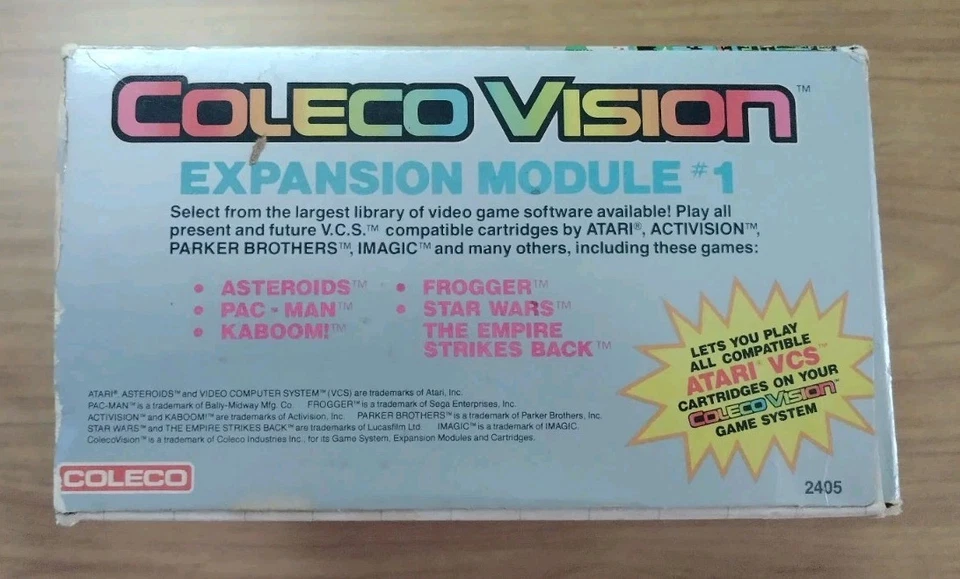 COLECO VISION™
EXPANSION MODULE #1
Select from the largest library of video game software available! Play all
present and future V.C.S.™ compatible cartridges by ATARI®, ACTIVISION™,
PARKER BROTHERS™, IMAGIC™ and many others, including these games:
• ASTEROIDS™
• PAC-MAN™
• KABOOM!™
• FROGGER™
• STAR WARS™
THE EMPIRE
STRIKES BACK™
LETS YOU PLAY
ALL COMPATIBLE
ATARI® VCS™
CARTRIDGES ON YOUR
COLECOVISION™
GAME SYSTEM
ATARI®, ASTEROIDS™ and VIDEO COMPUTER SYSTEM™ (VCS) are trademarks of Atari, Inc.
PAC-MAN™ is a trademark of Bally-Midway Mfg. Co. FROGGER™ is a trademark of Sega Enterprises, Inc.
ACTIVISION™ and KABOOM!™ are trademarks of Activision, Inc. PARKER BROTHERS™ is a trademark of Parker Brothers, Inc.
STAR WARS™ and THE EMPIRE STRIKES BACK™ are trademarks of Lucasfilm Ltd. IMAGIC™ is a trademark of IMAGIC.
ColecoVision™ is a trademark of Coleco Industries Inc., for its Game System, Expansion Modules and Cartridges.
COLECO
2405